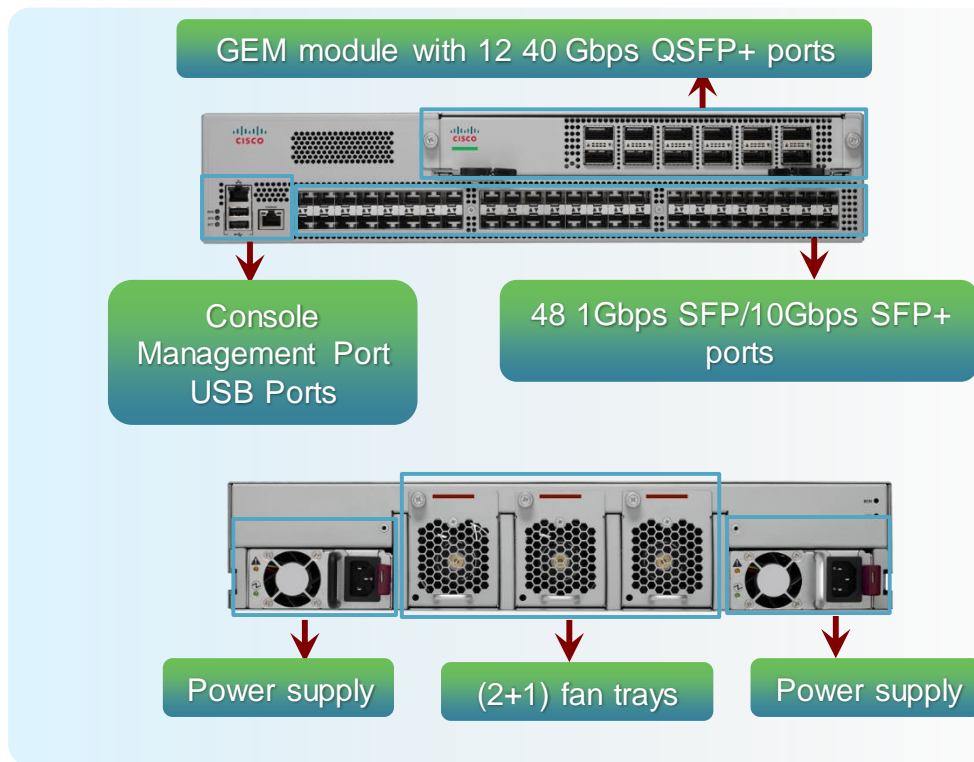 GEM module with 12 40 Gbps QSFP+ ports
CISCO
CISCO
Console
Management Port
USB Ports
48 1Gbps SFP/10Gbps SFP+
ports
Power supply
(2+1) fan trays
Power supply